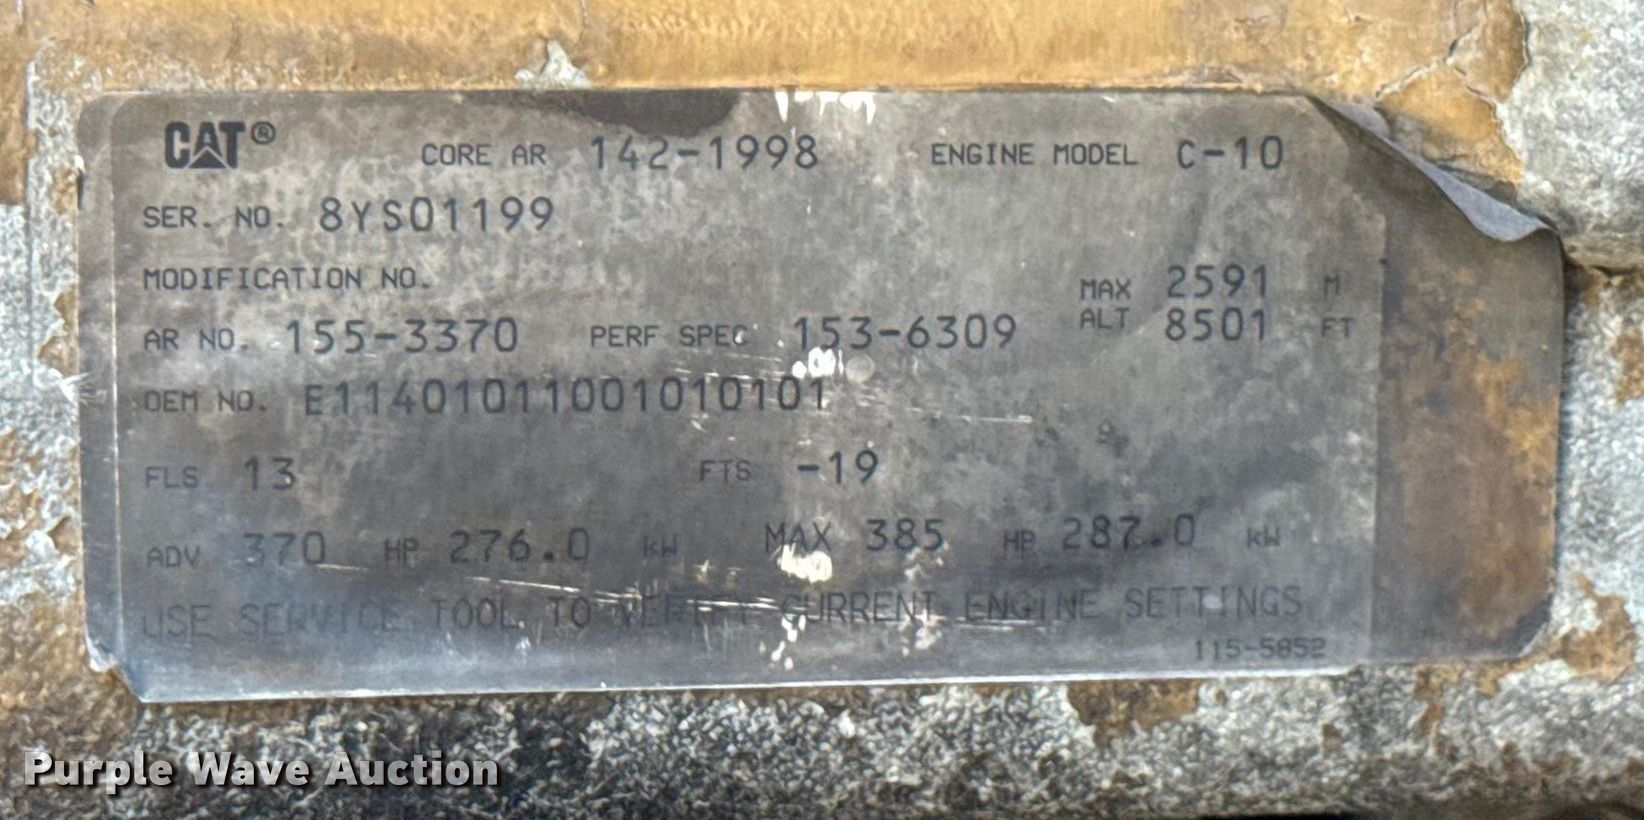 CAT® CORE AR 142-1998 ENGINE MODEL C-10
SER. NO. 8YS01199
MODIFICATION NO. MAX 2591 M
AR NO. 155-3370 PERF SPEC 153-6309 ALT 8501 FT
OEM NO. E11401011001010101
FLS 13 FTS -19
ADV 370 HP 276.0 kW MAX 385 HP 287.0 kW
USE SERVICE TOOL TO VERIFY CURRENT ENGINE SETTINGS
115-5852
Purple Wave Auction